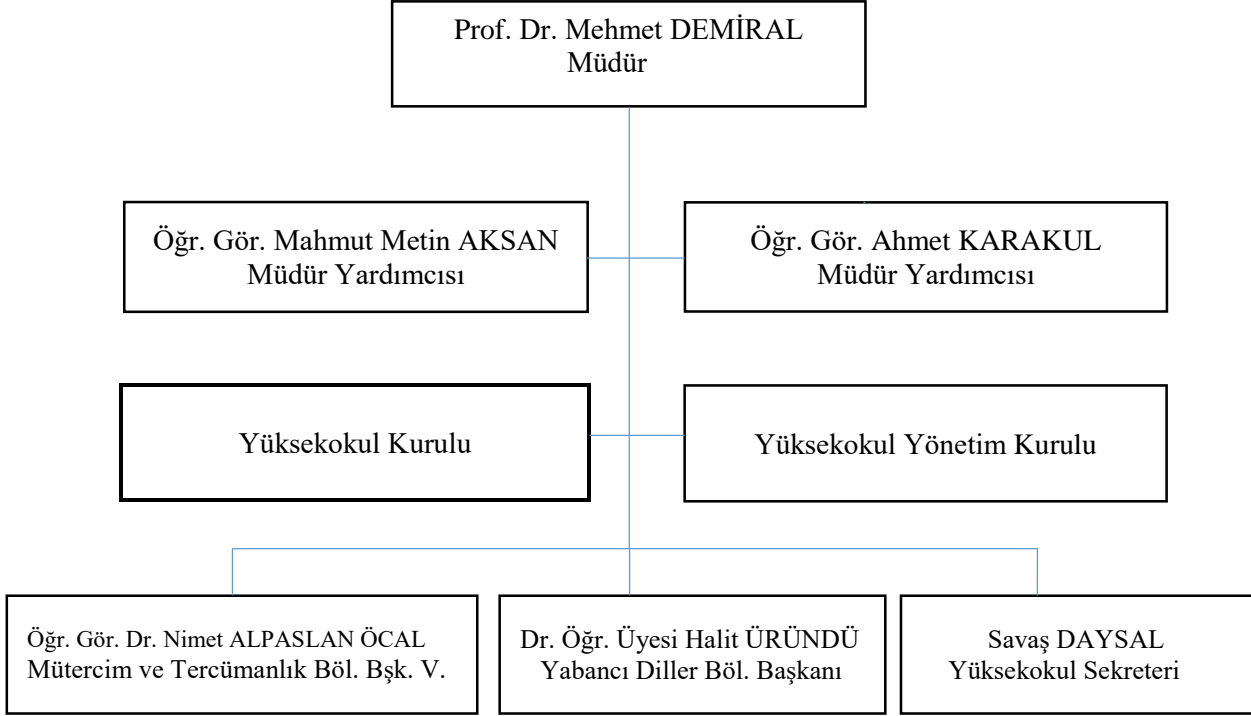 Prof. Dr. Mehmet DEMİRAL
Müdür
Öğr. Gör. Mahmut Metin AKSAN
Müdür Yardımcısı
Öğr. Gör. Ahmet KARAKUL
Müdür Yardımcısı
Yüksekokul Kurulu
Yüksekokul Yönetim Kurulu
Öğr. Gör. Dr. Nimet ALPASLAN ÖCAL
Mütercim ve Tercümanlık Böl. Bşk. V.
Dr. Öğr. Üyesi Halit ÜRÜNDÜ
Yabancı Diller Böl. Başkanı
Savaş DAYSAL
Yüksekokul Sekreteri